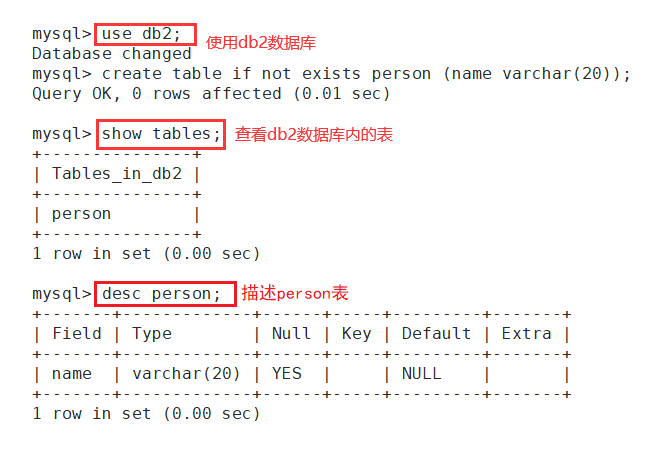 mysql> use db2; 使用db2数据库
Database changed
mysql> create table if not exists person (name varchar(20));
Query OK, 0 rows affected (0.01 sec)
mysql> show tables; 查看db2数据库内的表
+---------------+
| Tables_in_db2 |
+---------------+
| person        |
+---------------+
1 row in set (0.00 sec)
mysql> desc person; 描述person表
+-------+-------------+------+-----+---------+-------+
| Field | Type        | Null | Key | Default | Extra |
+-------+-------------+------+-----+---------+-------+
| name  | varchar(20) | YES  |     | NULL    |       |
+-------+-------------+------+-----+---------+-------+
1 row in set (0.00 sec)